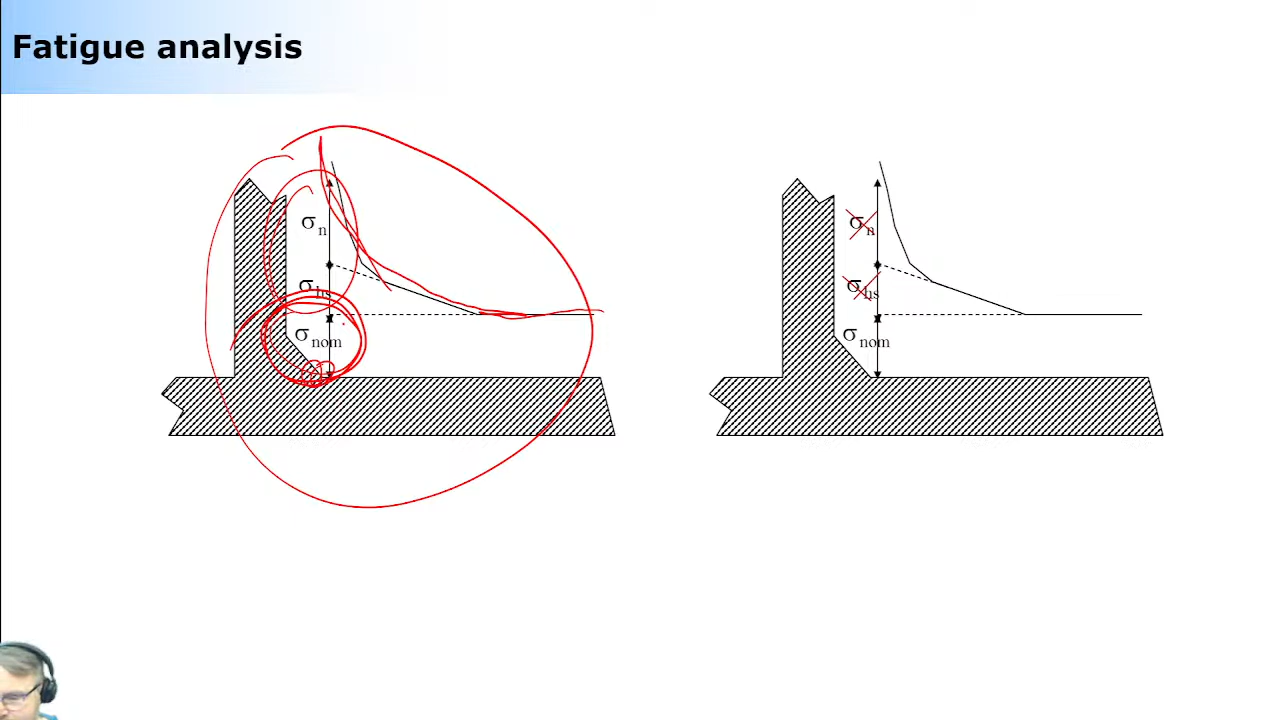 Fatigue analysis
σn
σhs
σnom
σn
σhs
σnom